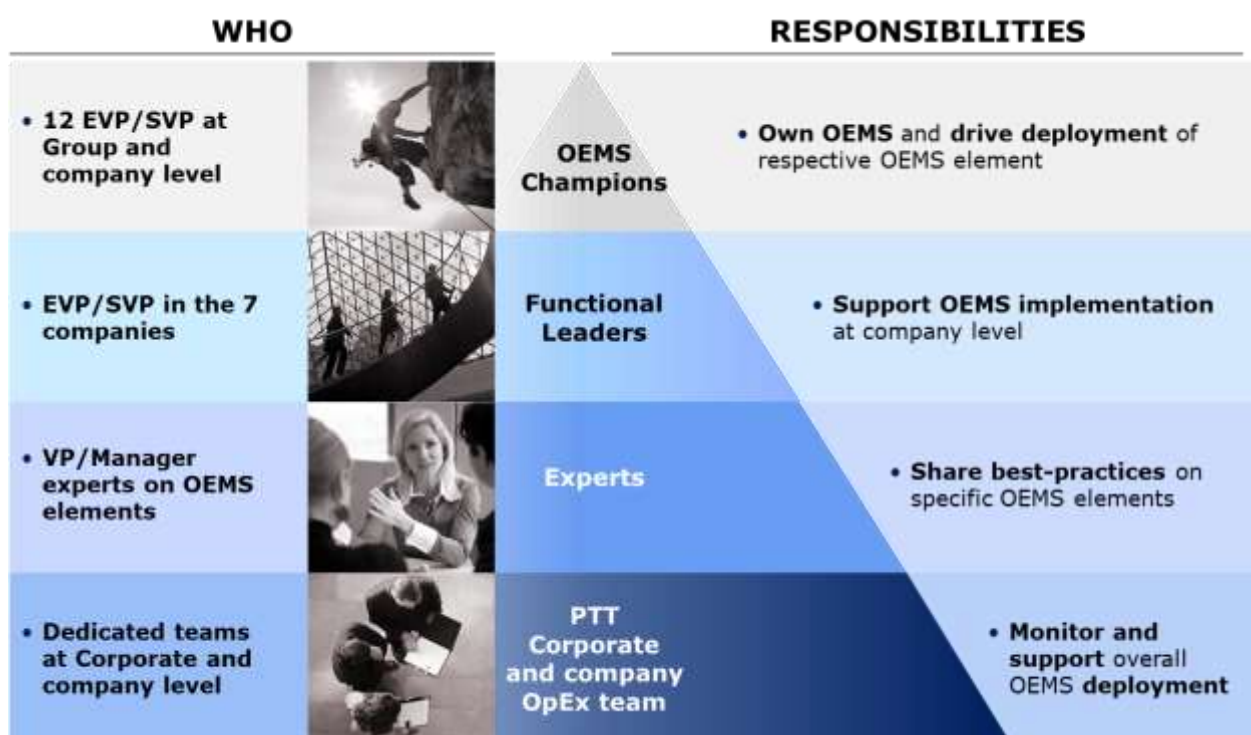 WHO
RESPONSIBILITIES
• 12 EVP/SVP at
Group and
company level
OEMS
Champions
• Own OEMS and drive deployment of
respective OEMS element
• EVP/SVP in the 7
companies
Functional
Leaders
• Support OEMS implementation
at company level
• VP/Manager
experts on OEMS
elements
Experts
• Share best-practices on
specific OEMS elements
• Dedicated teams
at Corporate and
company level
PTT
Corporate
and company
OpEx team
• Monitor and
support overall
OEMS deployment